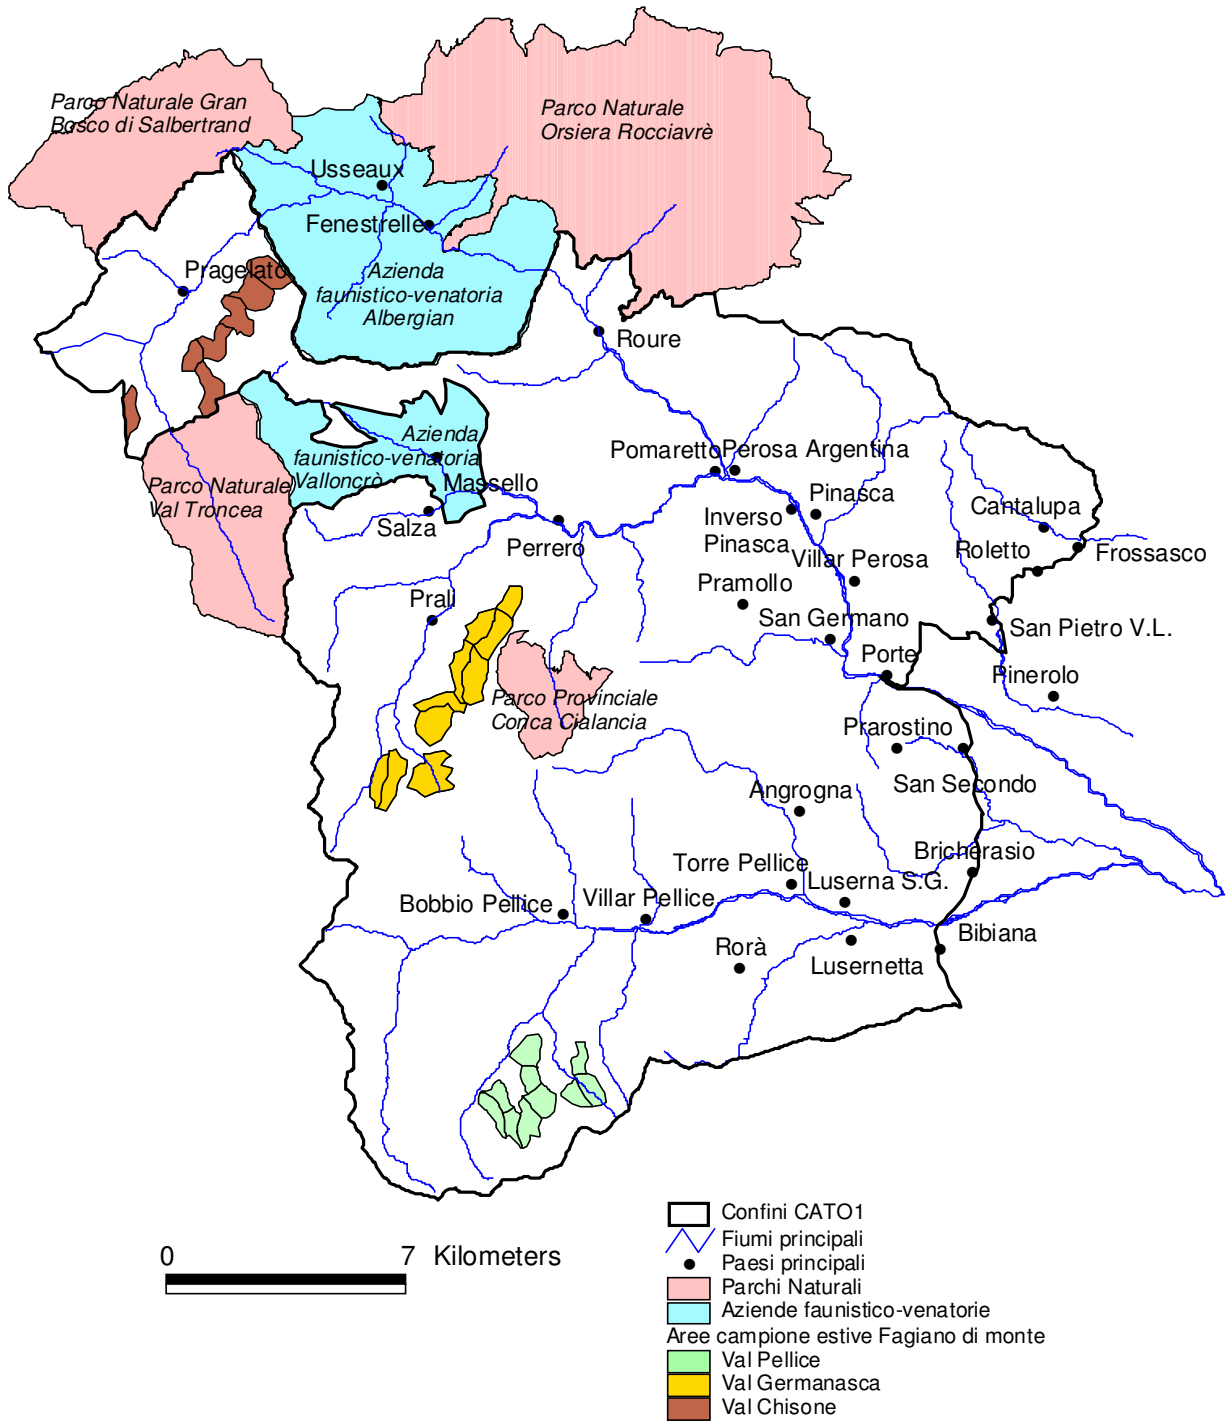 Parco Naturale Gran
Bosco di Salbertrand
Parco Naturale
Orsiera Rocciavrè
Usseaux
Fenestrelle
Azienda
faunistico-venatoria
Albergian
Pragelato
Roure
Azienda
faunistico-venatoria
Valloncrò
Massello
Parco Naturale
Val Troncea
Salza
Perrero
Pomaretto
Perosa Argentina
Pinasca
Inverso
Pinasca
Cantalupa
Roletto
Frossasco
Villar Perosa
Pramollo
San Germano
San Pietro V.L.
Prali
Porte
Pinerolo
Parco Provinciale
Conca Cialancia
Prarostino
San Secondo
Angrogna
Bricherasio
Torre Pellice
Luserna S.G.
Bobbio Pellice
Villar Pellice
Rorà
Bibiana
Lusernetta
0 7 Kilometers
Confini CATO1
Fiumi principali
Paesi principali
Parchi Naturali
Aziende faunistico-venatorie
Aree campione estive Fagiano di monte
Val Pellice
Val Germanasca
Val Chisone